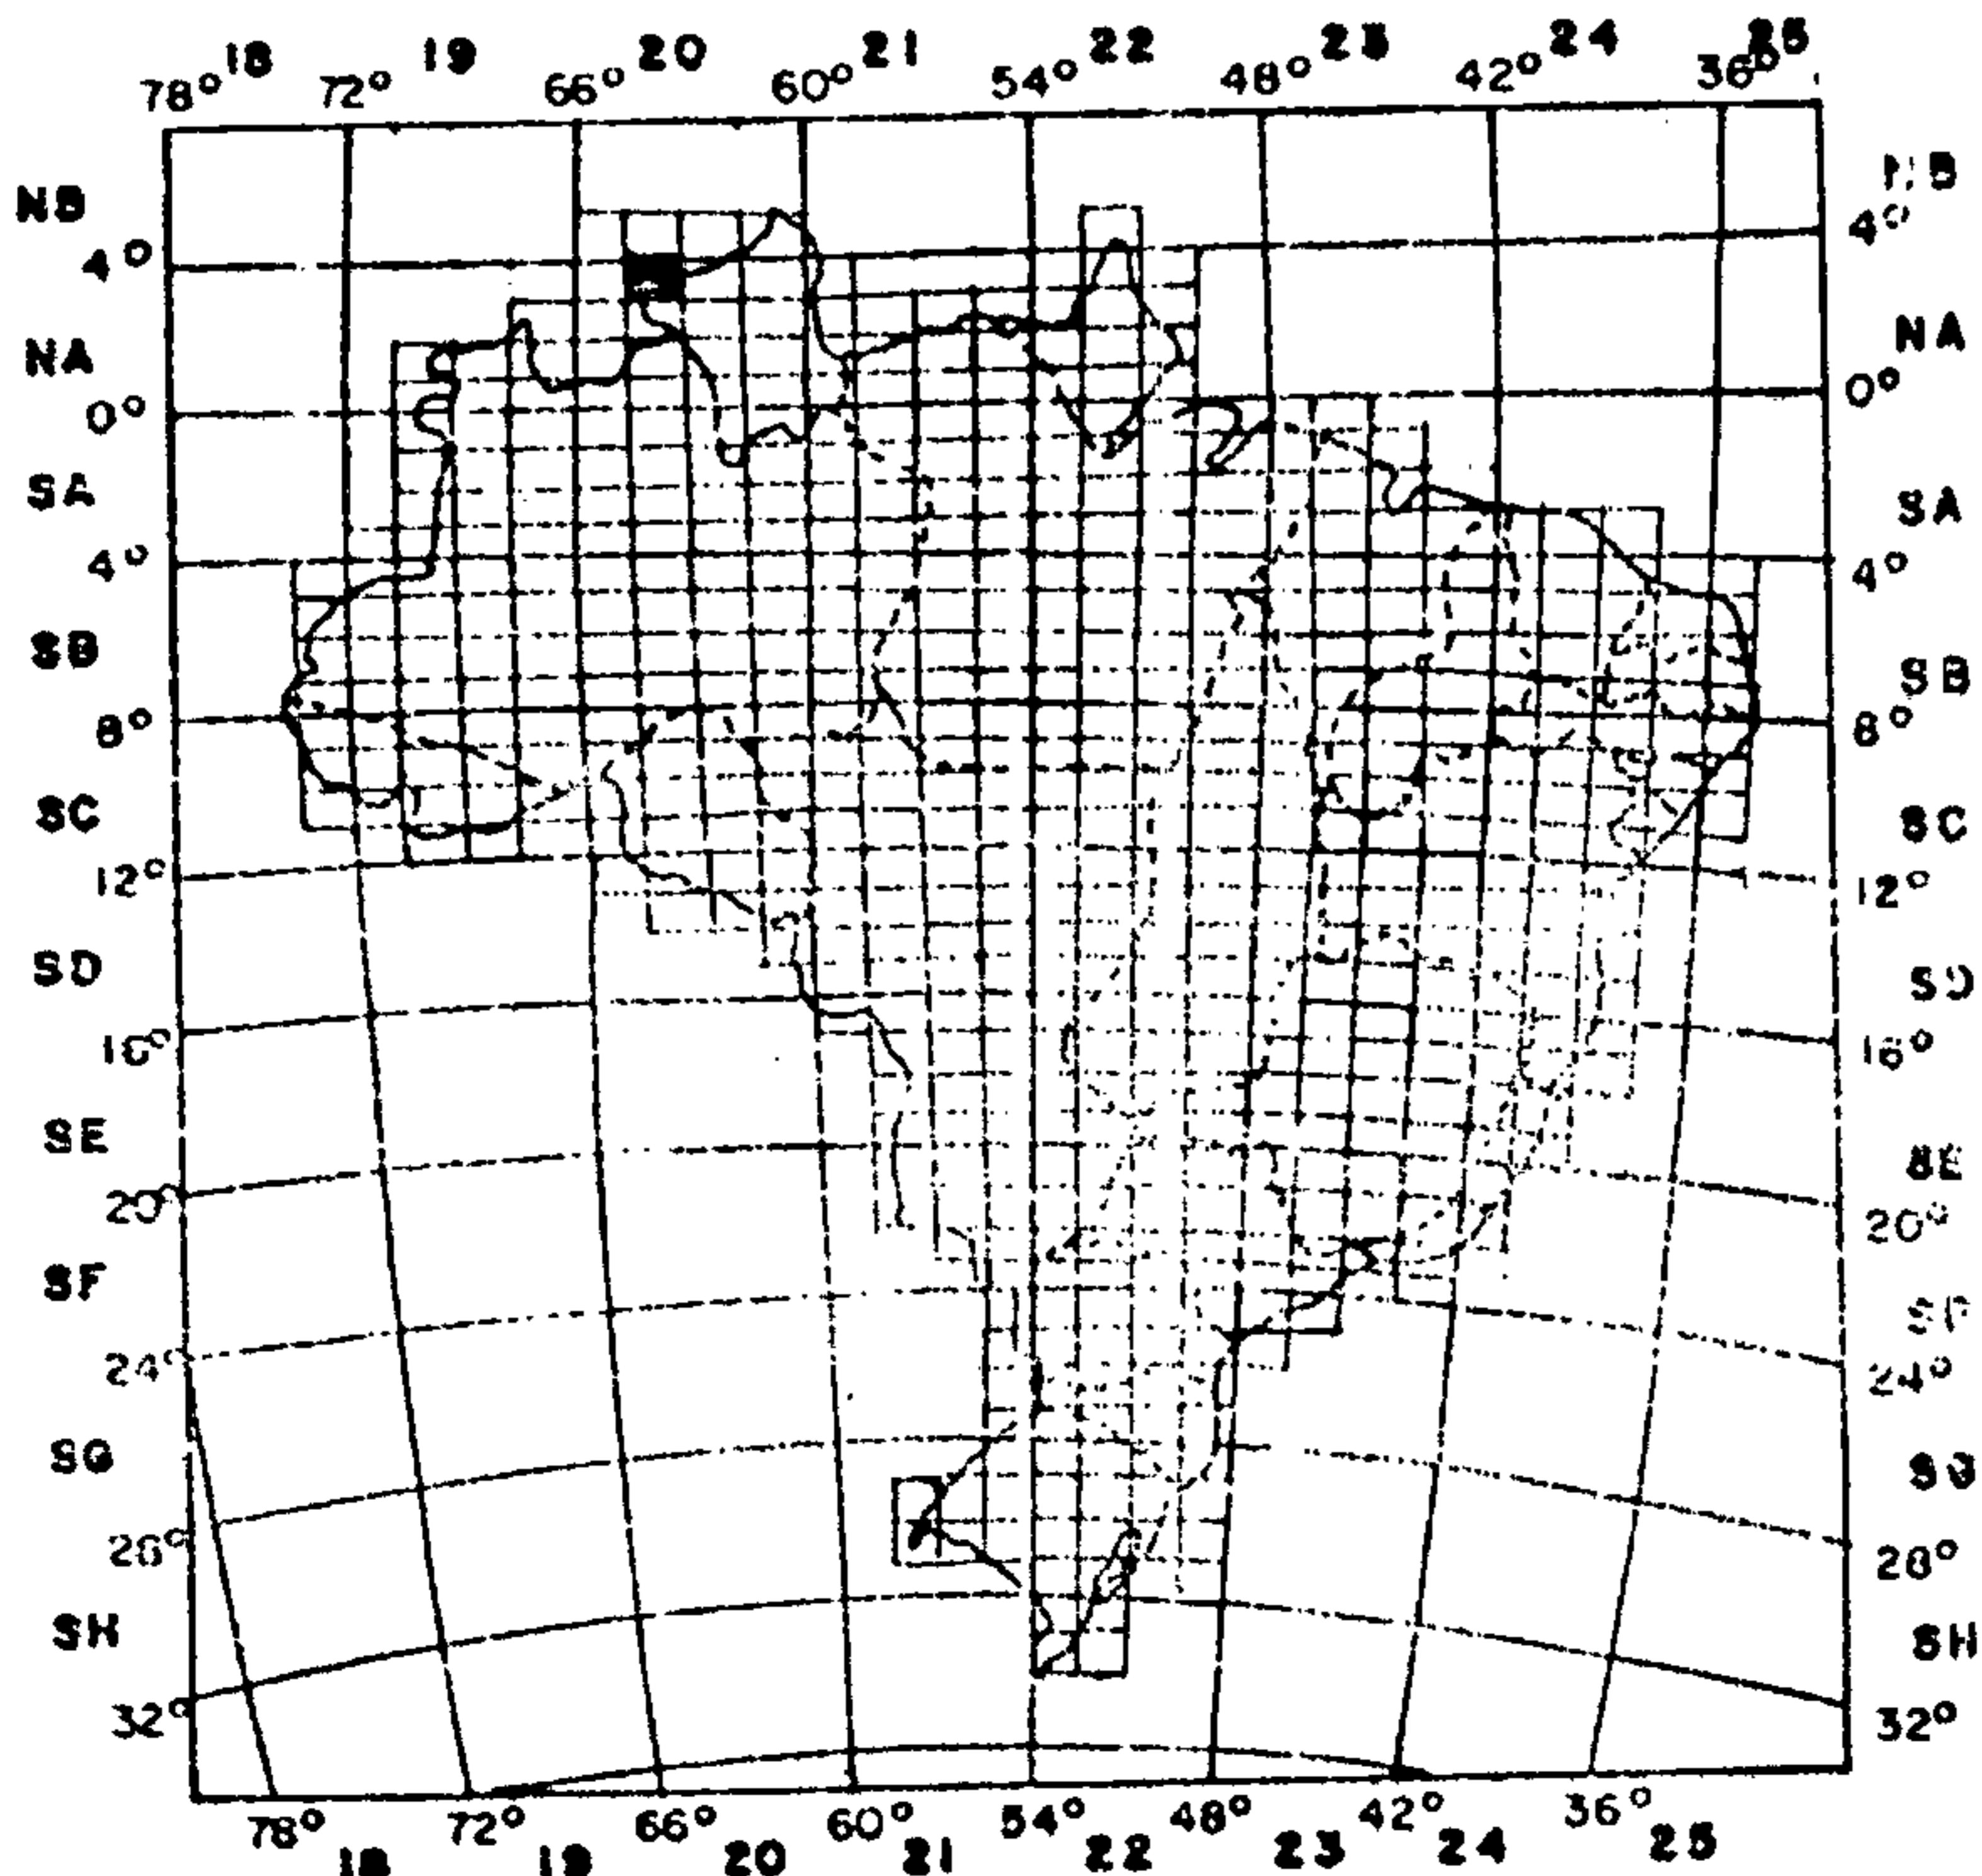 18 19 20 21 22 23 24 25
78° 72° 66° 60° 54° 48° 42° 36°
NB NB
4° 4°
NA NA
0° 0°
SA SA
4° 4°
SB SB
8° 8°
SC SC
12° 12°
SD SD
16° 16°
SE SE
20° 20°
SF SF
24° 24°
SG SG
28° 28°
SH SH
32° 32°
78° 72° 66° 60° 54° 48° 42° 36°
18 19 20 21 22 23 24 25